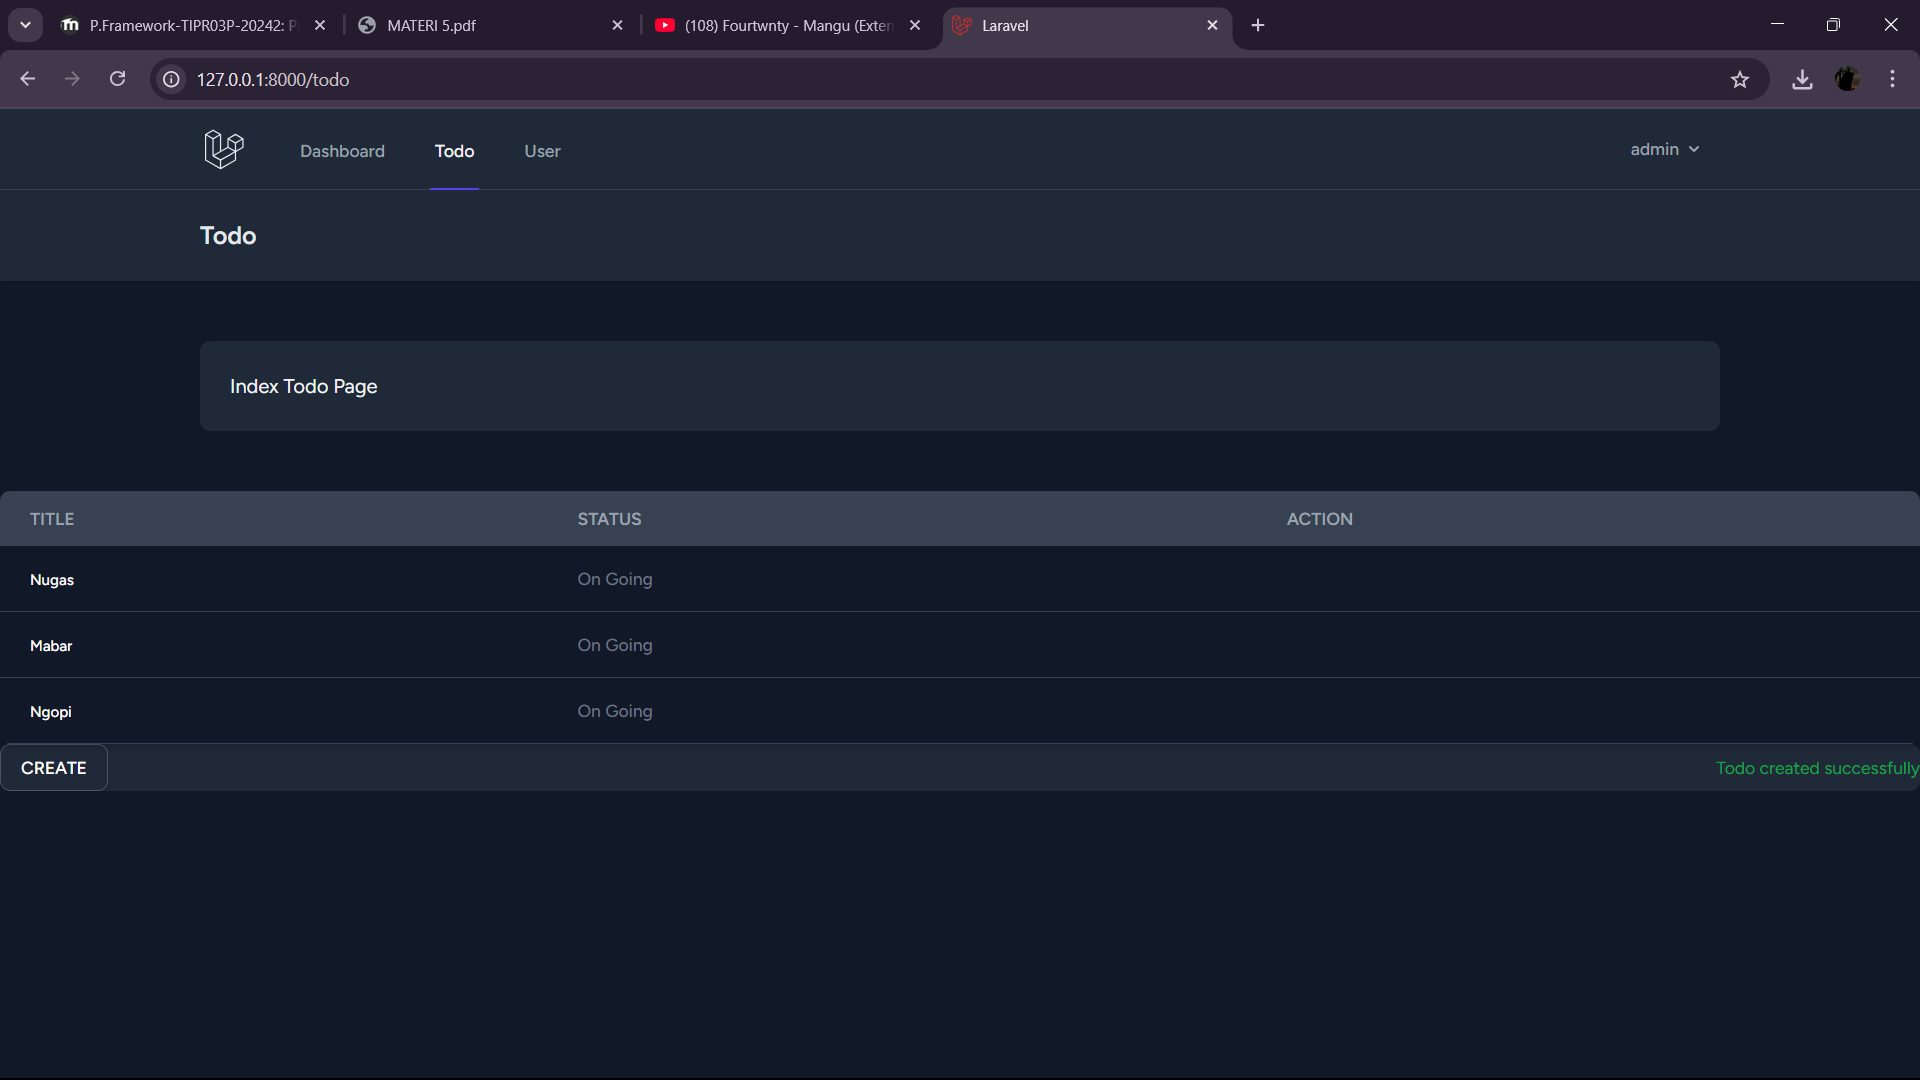 P.Framework-TIPR03P-20242: P
MATERI 5.pdf
(108) Fourtwnty - Mangu (Exten
Laravel
127.0.0.1:8000/todo
Dashboard
Todo
User
admin
Todo
Index Todo Page
TITLE STATUS ACTION
Nugas On Going
Mabar On Going
Ngopi On Going
CREATE
Todo created successfully